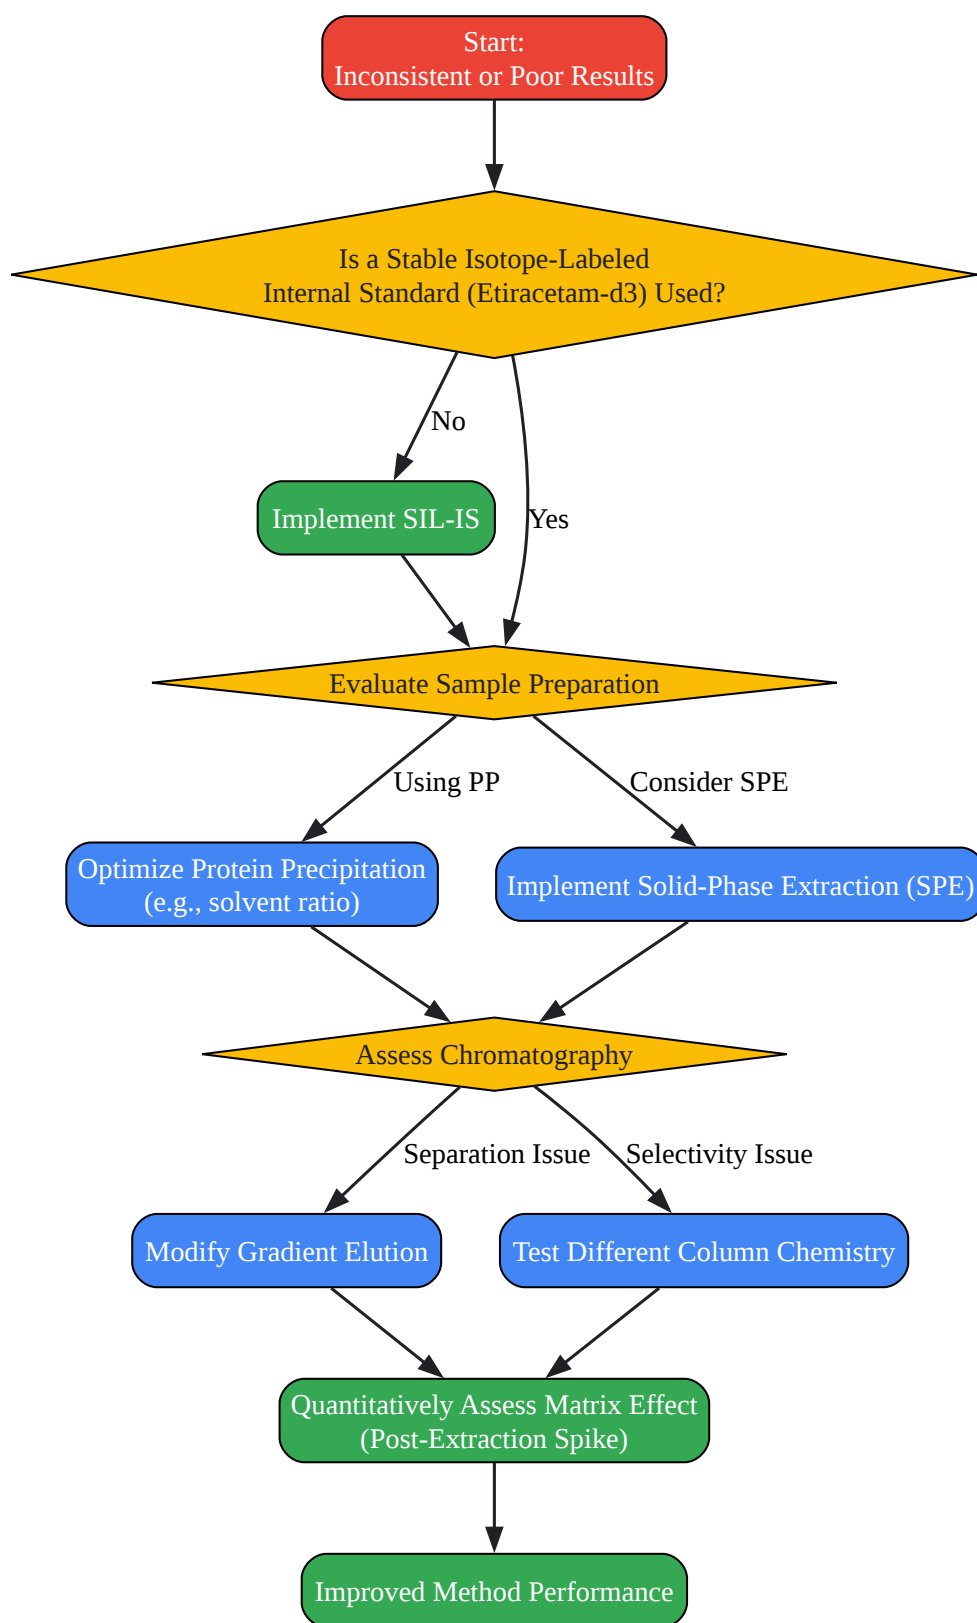 Start:
Inconsistent or Poor Results
Is a Stable Isotope-Labeled
Internal Standard (Etiracetam-d3) Used?
No
Implement SIL-IS
Yes
Evaluate Sample Preparation
Using PP
Consider SPE
Optimize Protein Precipitation
(e.g., solvent ratio)
Implement Solid-Phase Extraction (SPE)
Assess Chromatography
Separation Issue
Selectivity Issue
Modify Gradient Elution
Test Different Column Chemistry
Quantitatively Assess Matrix Effect
(Post-Extraction Spike)
Improved Method Performance